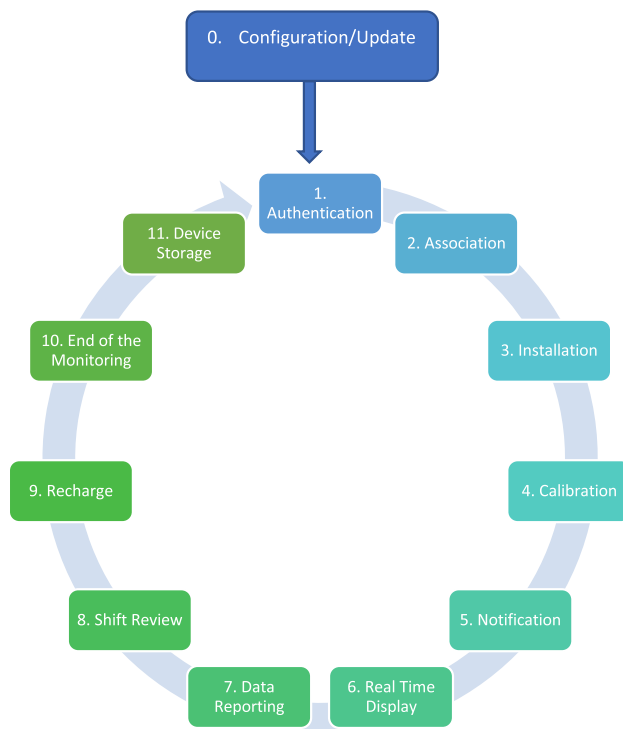 0. Configuration/Update
1.
Authentication
2. Association
3. Installation
4. Calibration
5. Notification
6. Real Time
Display
7. Data
Reporting
8. Shift Review
9. Recharge
10. End of the
Monitoring
11. Device
Storage